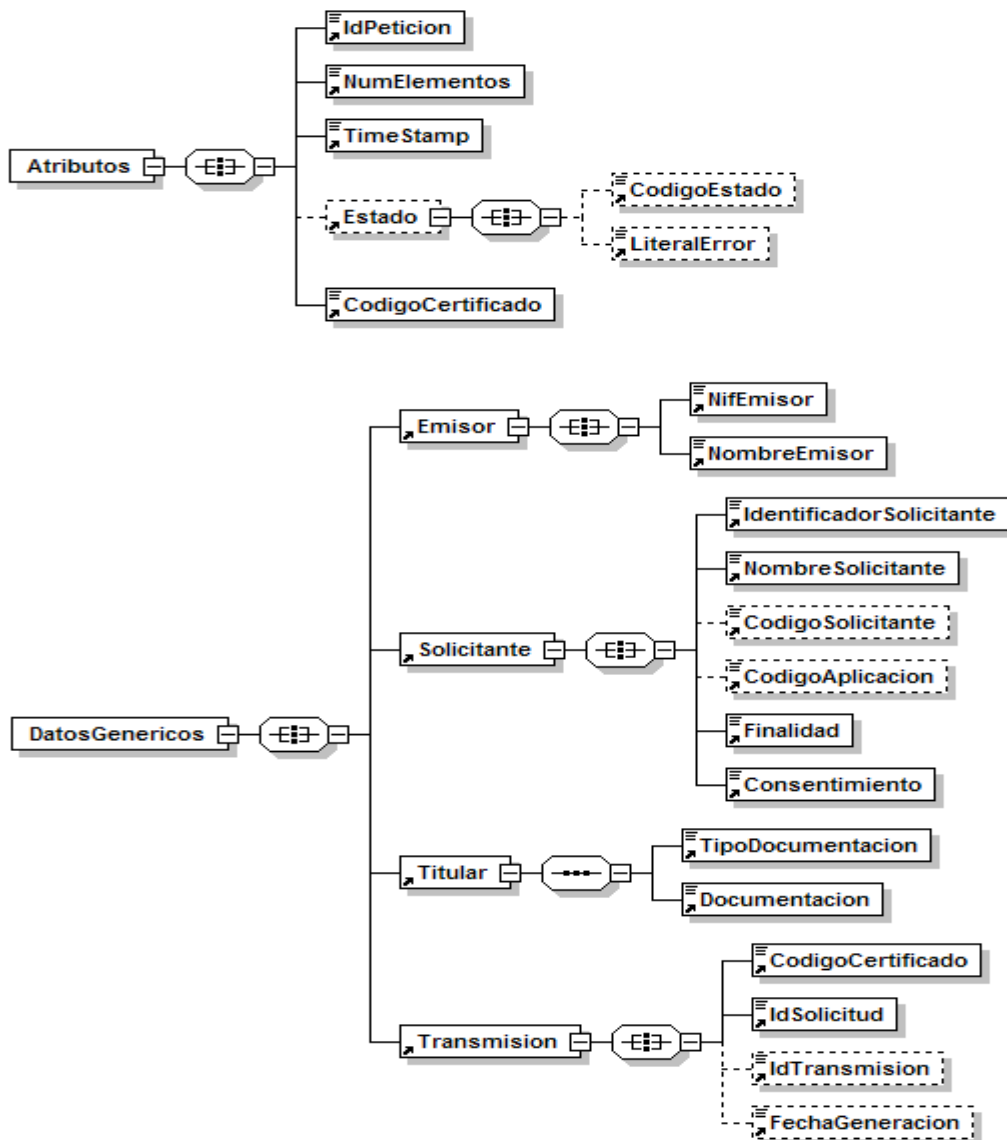 IdPeticion
NumElementos
TimeStamp
Atributos
CodigoEstado
Estado
LiteralError
CodigoCertificado
NifEmisor
Emisor
NombreEmisor
IdentificadorSolicitante
NombreSolicitante
CodigoSolicitante
Solicitante
CodigoAplicacion
DatosGenericos
Finalidad
Consentimiento
TipoDocumentacion
Titular
Documentacion
CodigoCertificado
IdSolicitud
Transmision
IdTransmision
FechaGeneracion